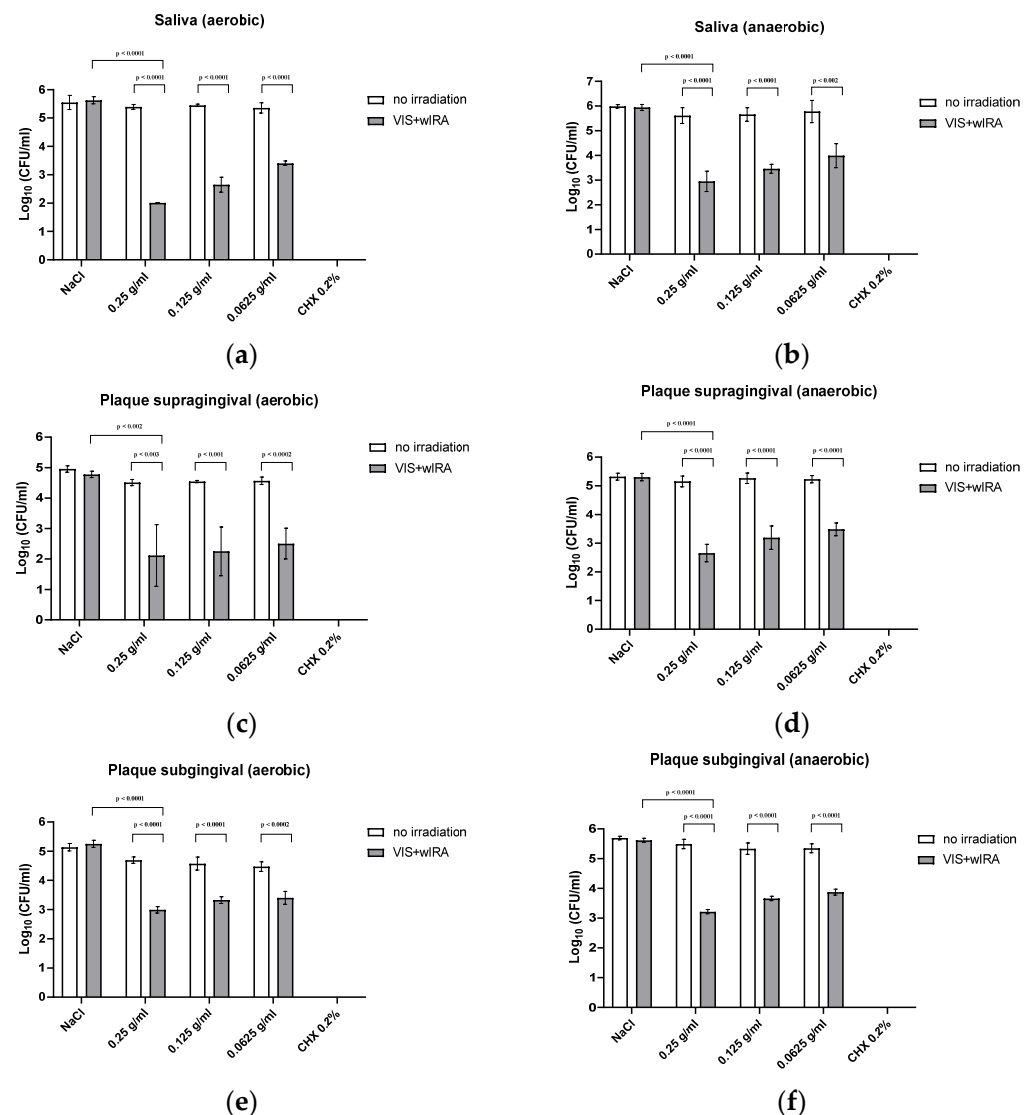 Saliva (aerobic)
p < 0.0001
p < 0.0001
p < 0.0001
p < 0.0001
6
5
4
3
2
1
0
Log10 (CFU/ml)
no irradiation
VIS+wIRA
NaCl
0.25 g/ml
0.125 g/ml
0.0625 g/ml
CHX 0.2%
(a)
Saliva (anaerobic)
p < 0.0001
p < 0.0001
p < 0.0001
p < 0.002
7
6
5
4
3
2
1
0
Log10 (CFU/ml)
no irradiation
VIS+wIRA
NaCl
0.25 g/ml
0.125 g/ml
0.0625 g/ml
CHX 0.2%
(b)
Plaque supragingival (aerobic)
p < 0.002
p < 0.003
p < 0.001
p < 0.0002
6
5
4
3
2
1
0
Log10 (CFU/ml)
no irradiation
VIS+wIRA
NaCl
0.25 g/ml
0.125 g/ml
0.0625 g/ml
CHX 0.2%
(c)
Plaque supragingival (anaerobic)
p < 0.0001
p < 0.0001
p < 0.0001
p < 0.0001
6
5
4
3
2
1
0
Log10 (CFU/ml)
no irradiation
VIS+wIRA
NaCl
0.25 g/ml
0.125 g/ml
0.0625 g/ml
CHX 0.2%
(d)
Plaque subgingival (aerobic)
p < 0.0001
p < 0.0001
p < 0.0001
p < 0.0002
6
5
4
3
2
1
0
Log10 (CFU/ml)
no irradiation
VIS+wIRA
NaCl
0.25 g/ml
0.125 g/ml
0.0625 g/ml
CHX 0.2%
(e)
Plaque subgingival (anaerobic)
p < 0.0001
p < 0.0001
p < 0.0001
p < 0.0001
6
5
4
3
2
1
0
Log10 (CFU/ml)
no irradiation
VIS+wIRA
NaCl
0.25 g/ml
0.125 g/ml
0.0625 g/ml
CHX 0.2%
(f)